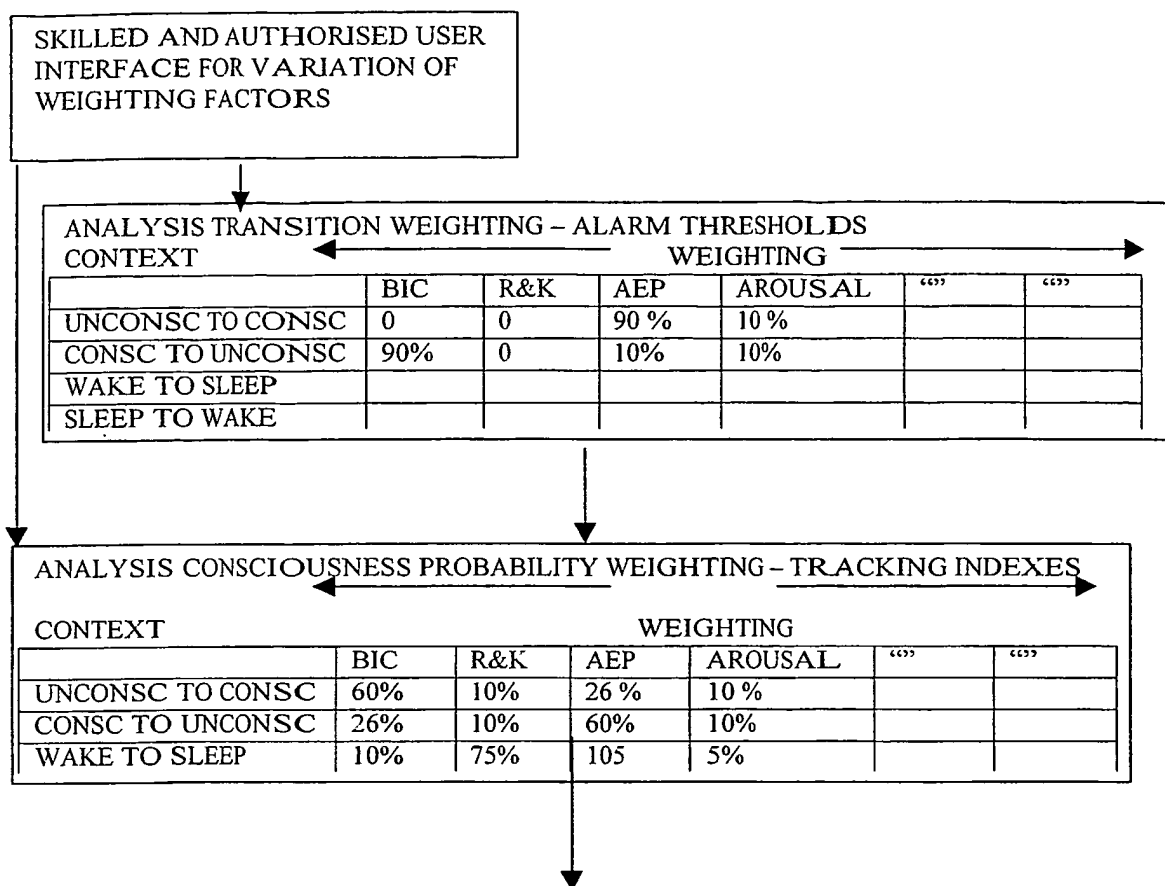 SKILLED AND AUTHORISED USER
INTERFACE FOR VARIATION OF
WEIGHTING FACTORS
ANALYSIS TRANSITION WEIGHTING – ALARM THRESHOLDS
CONTEXT WEIGHTING
BIC R&K AEP AROUSAL “” “”
UNCONSC TO CONSC 0 0 90 % 10 %
CONSC TO UNCONSC 90% 0 10% 10%
WAKE TO SLEEP
SLEEP TO WAKE
ANALYSIS CONSCIOUSNESS PROBABILITY WEIGHTING – TRACKING INDEXES
CONTEXT WEIGHTING
BIC R&K AEP AROUSAL “” “”
UNCONSC TO CONSC 60% 10% 26 % 10 %
CONSC TO UNCONSC 26% 10% 60% 10%
WAKE TO SLEEP 10% 75% 105 5%